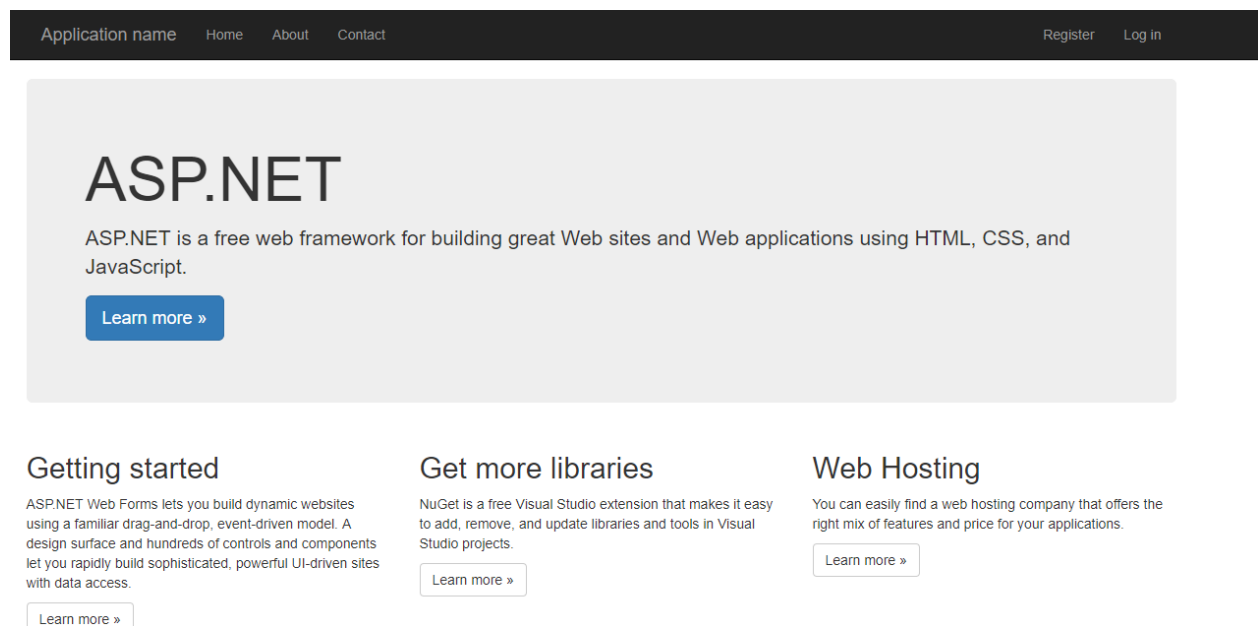 Application name Home About Contact Register Log in
ASP.NET
ASP.NET is a free web framework for building great Web sites and Web applications using HTML, CSS, and
JavaScript.
Learn more »
Getting started
ASP.NET Web Forms lets you build dynamic websites
using a familiar drag-and-drop, event-driven model. A
design surface and hundreds of controls and components
let you rapidly build sophisticated, powerful UI-driven sites
with data access.
Learn more »
Get more libraries
NuGet is a free Visual Studio extension that makes it easy
to add, remove, and update libraries and tools in Visual
Studio projects.
Learn more »
Web Hosting
You can easily find a web hosting company that offers the
right mix of features and price for your applications.
Learn more »